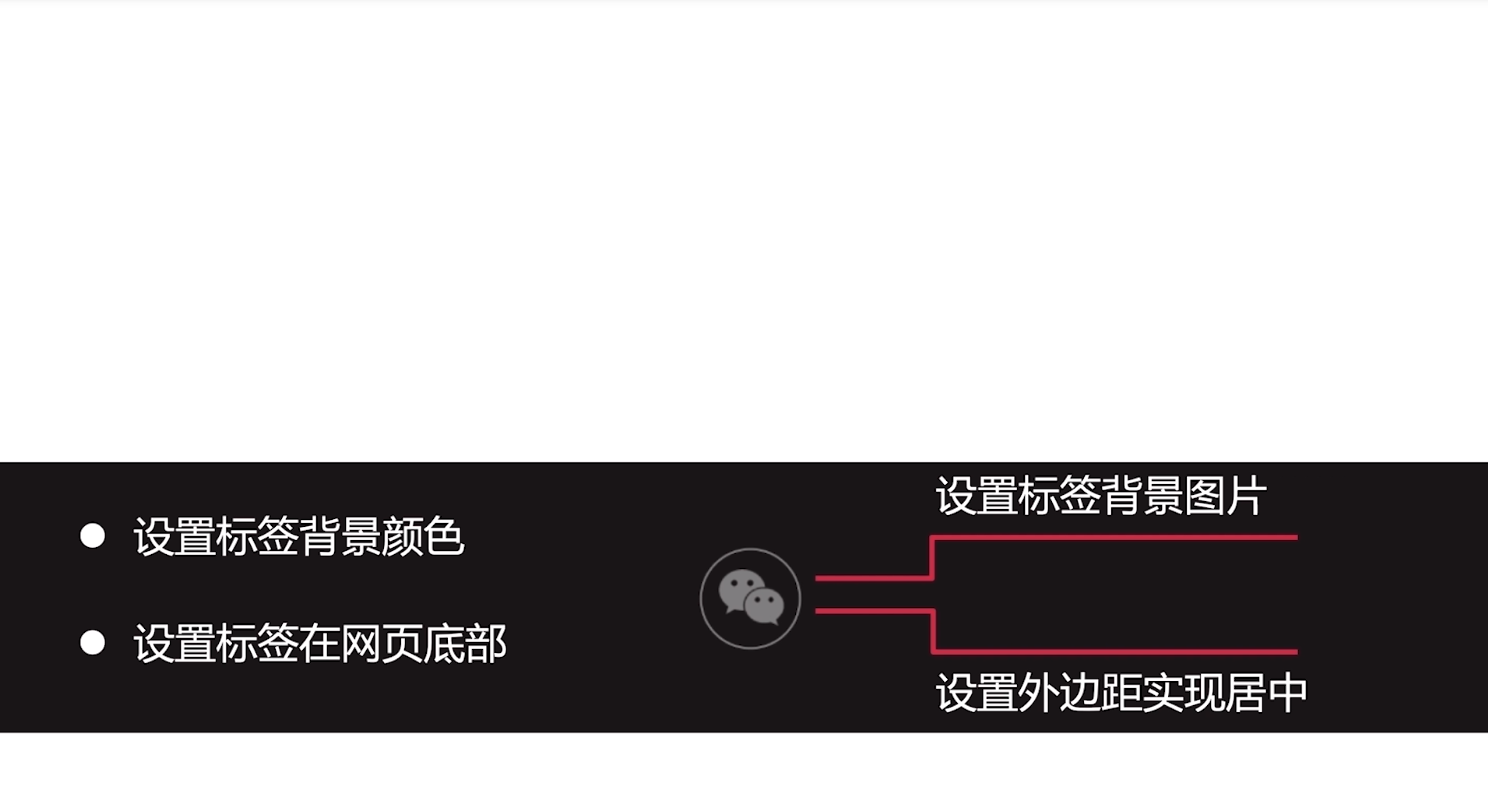 设置标签背景颜色
设置标签在网页底部
设置标签背景图片
设置外边距实现居中